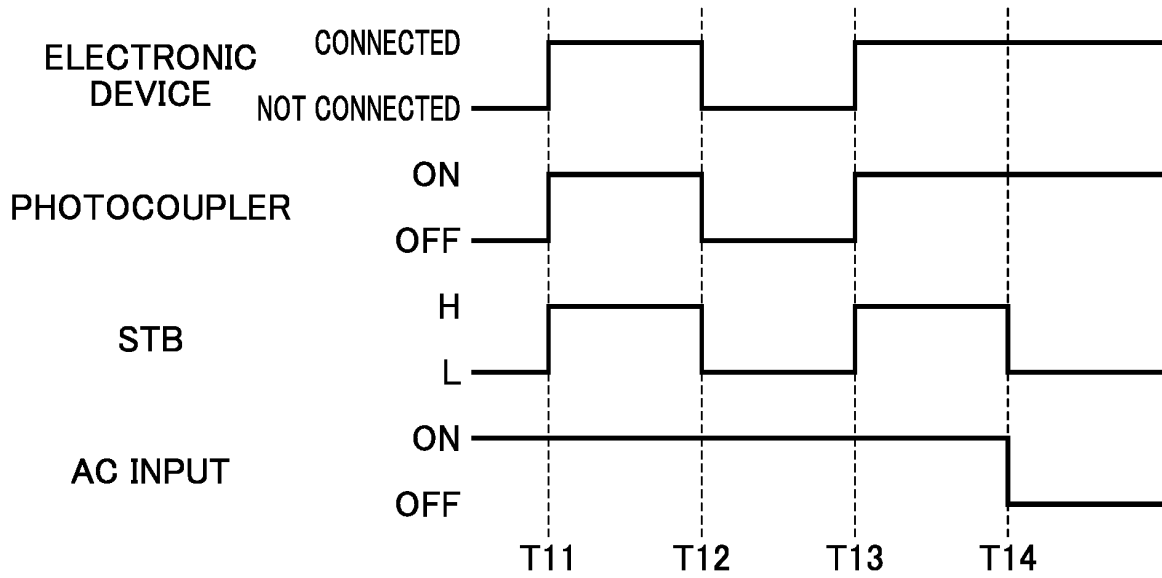 ELECTRONIC
DEVICE
CONNECTED
NOT CONNECTED
PHOTOCOUPLER
ON
OFF
STB
H
L
AC INPUT
ON
OFF
T11 T12 T13 T14